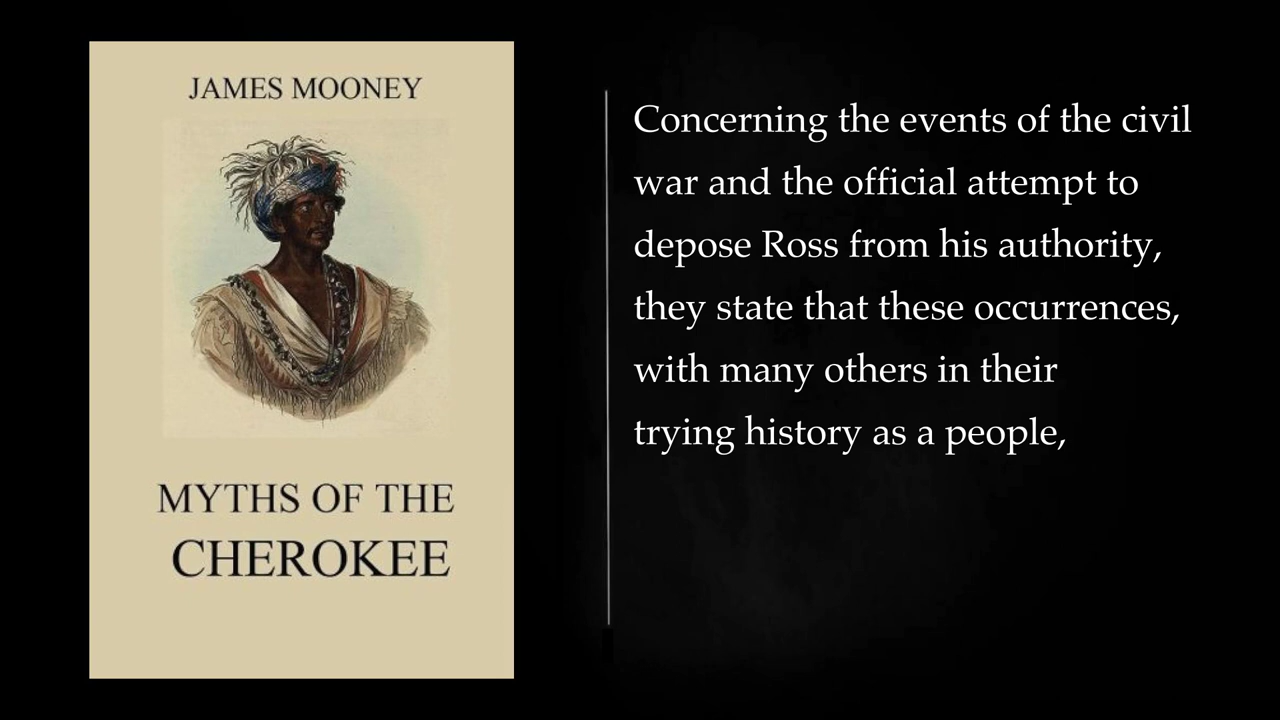 JAMES MOONEY
MYTHS OF THE
CHEROKEE
Concerning the events of the civil
war and the official attempt to
depose Ross from his authority,
they state that these occurrences,
with many others in their
trying history as a people,